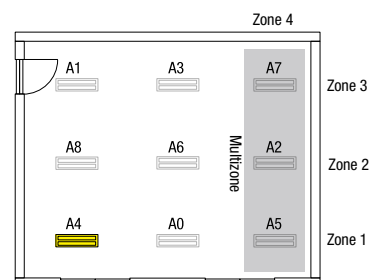 Zone 4
A1 A3 A7
Zone 3
A8 A6 A2
Zone 2
Multizone
A4 A0 A5
Zone 1